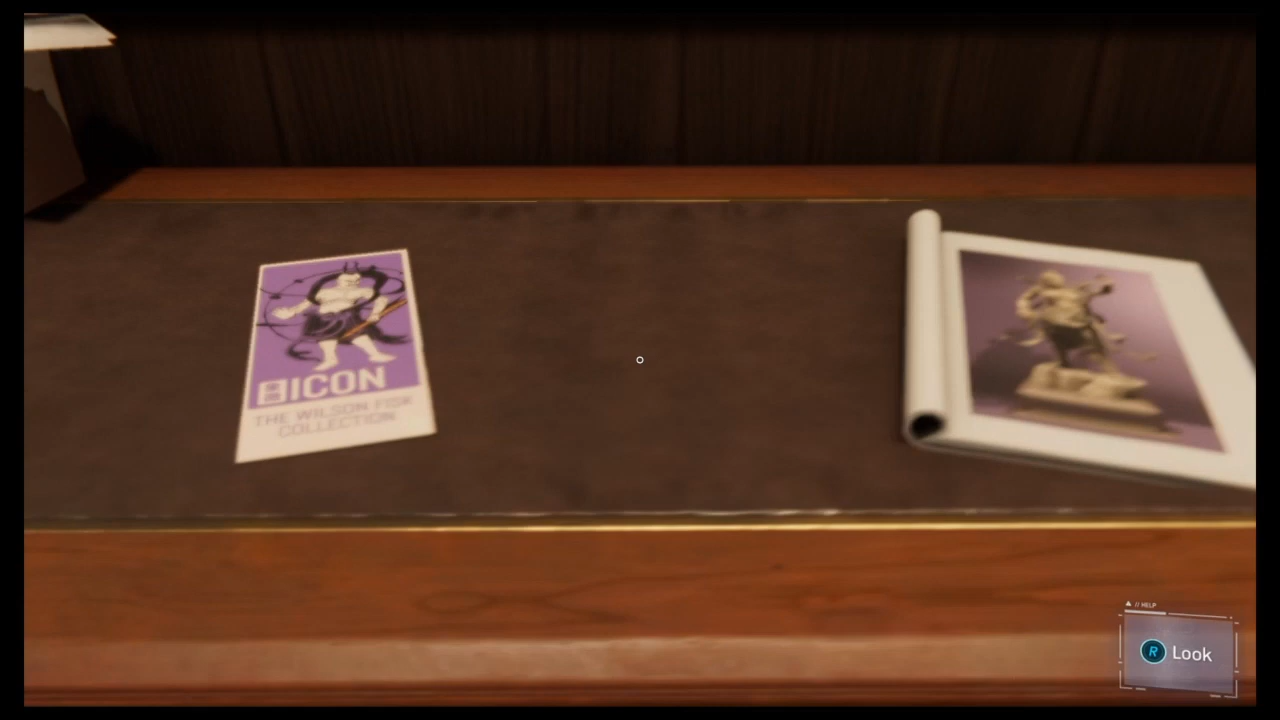 ICON
THE WILSON FISK
COLLECTION
// HELP
R Look